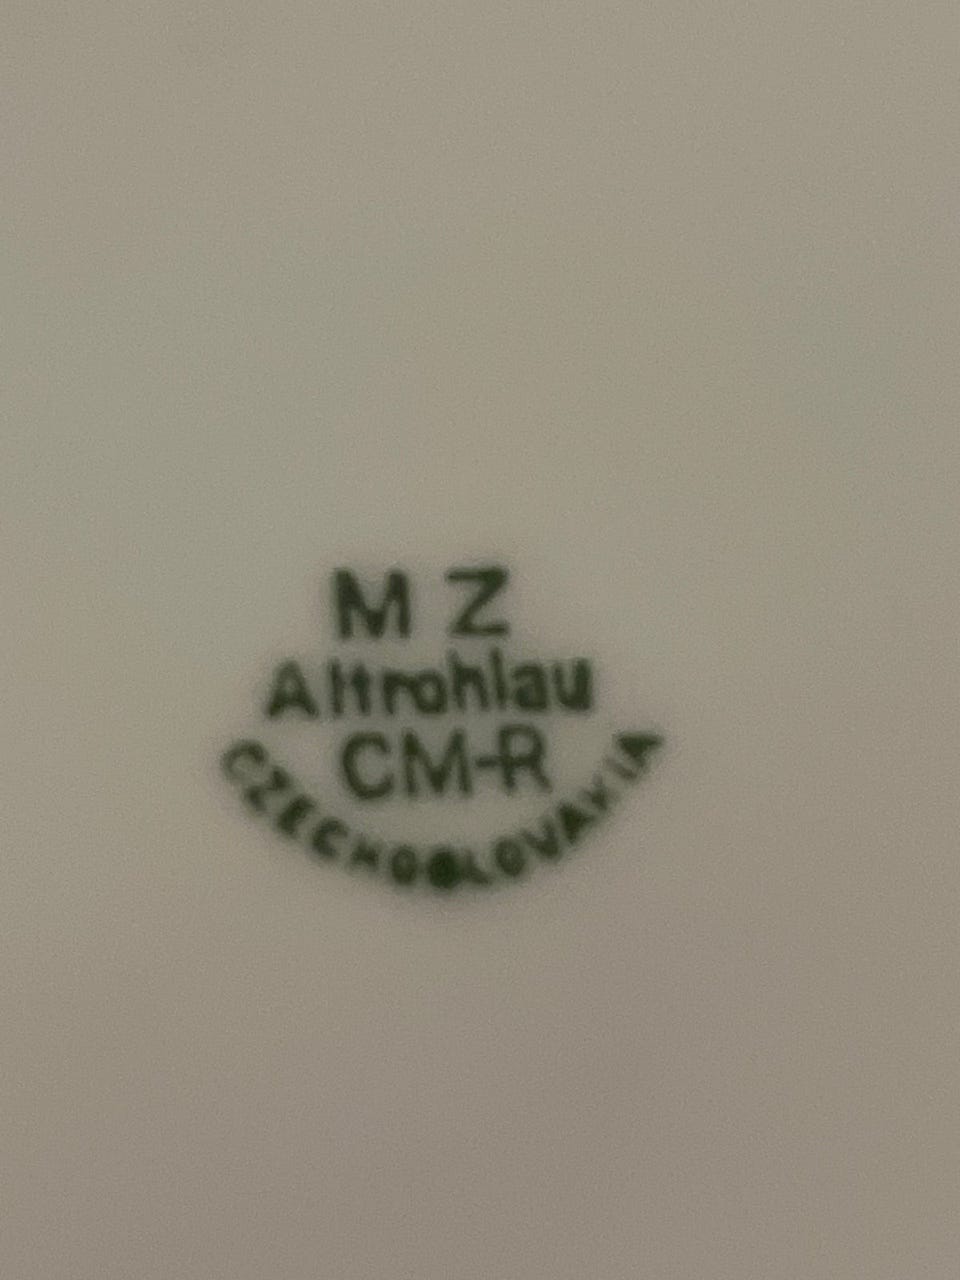 M Z
Altrohlau
CM-R
CZECHOSLOVAKIA